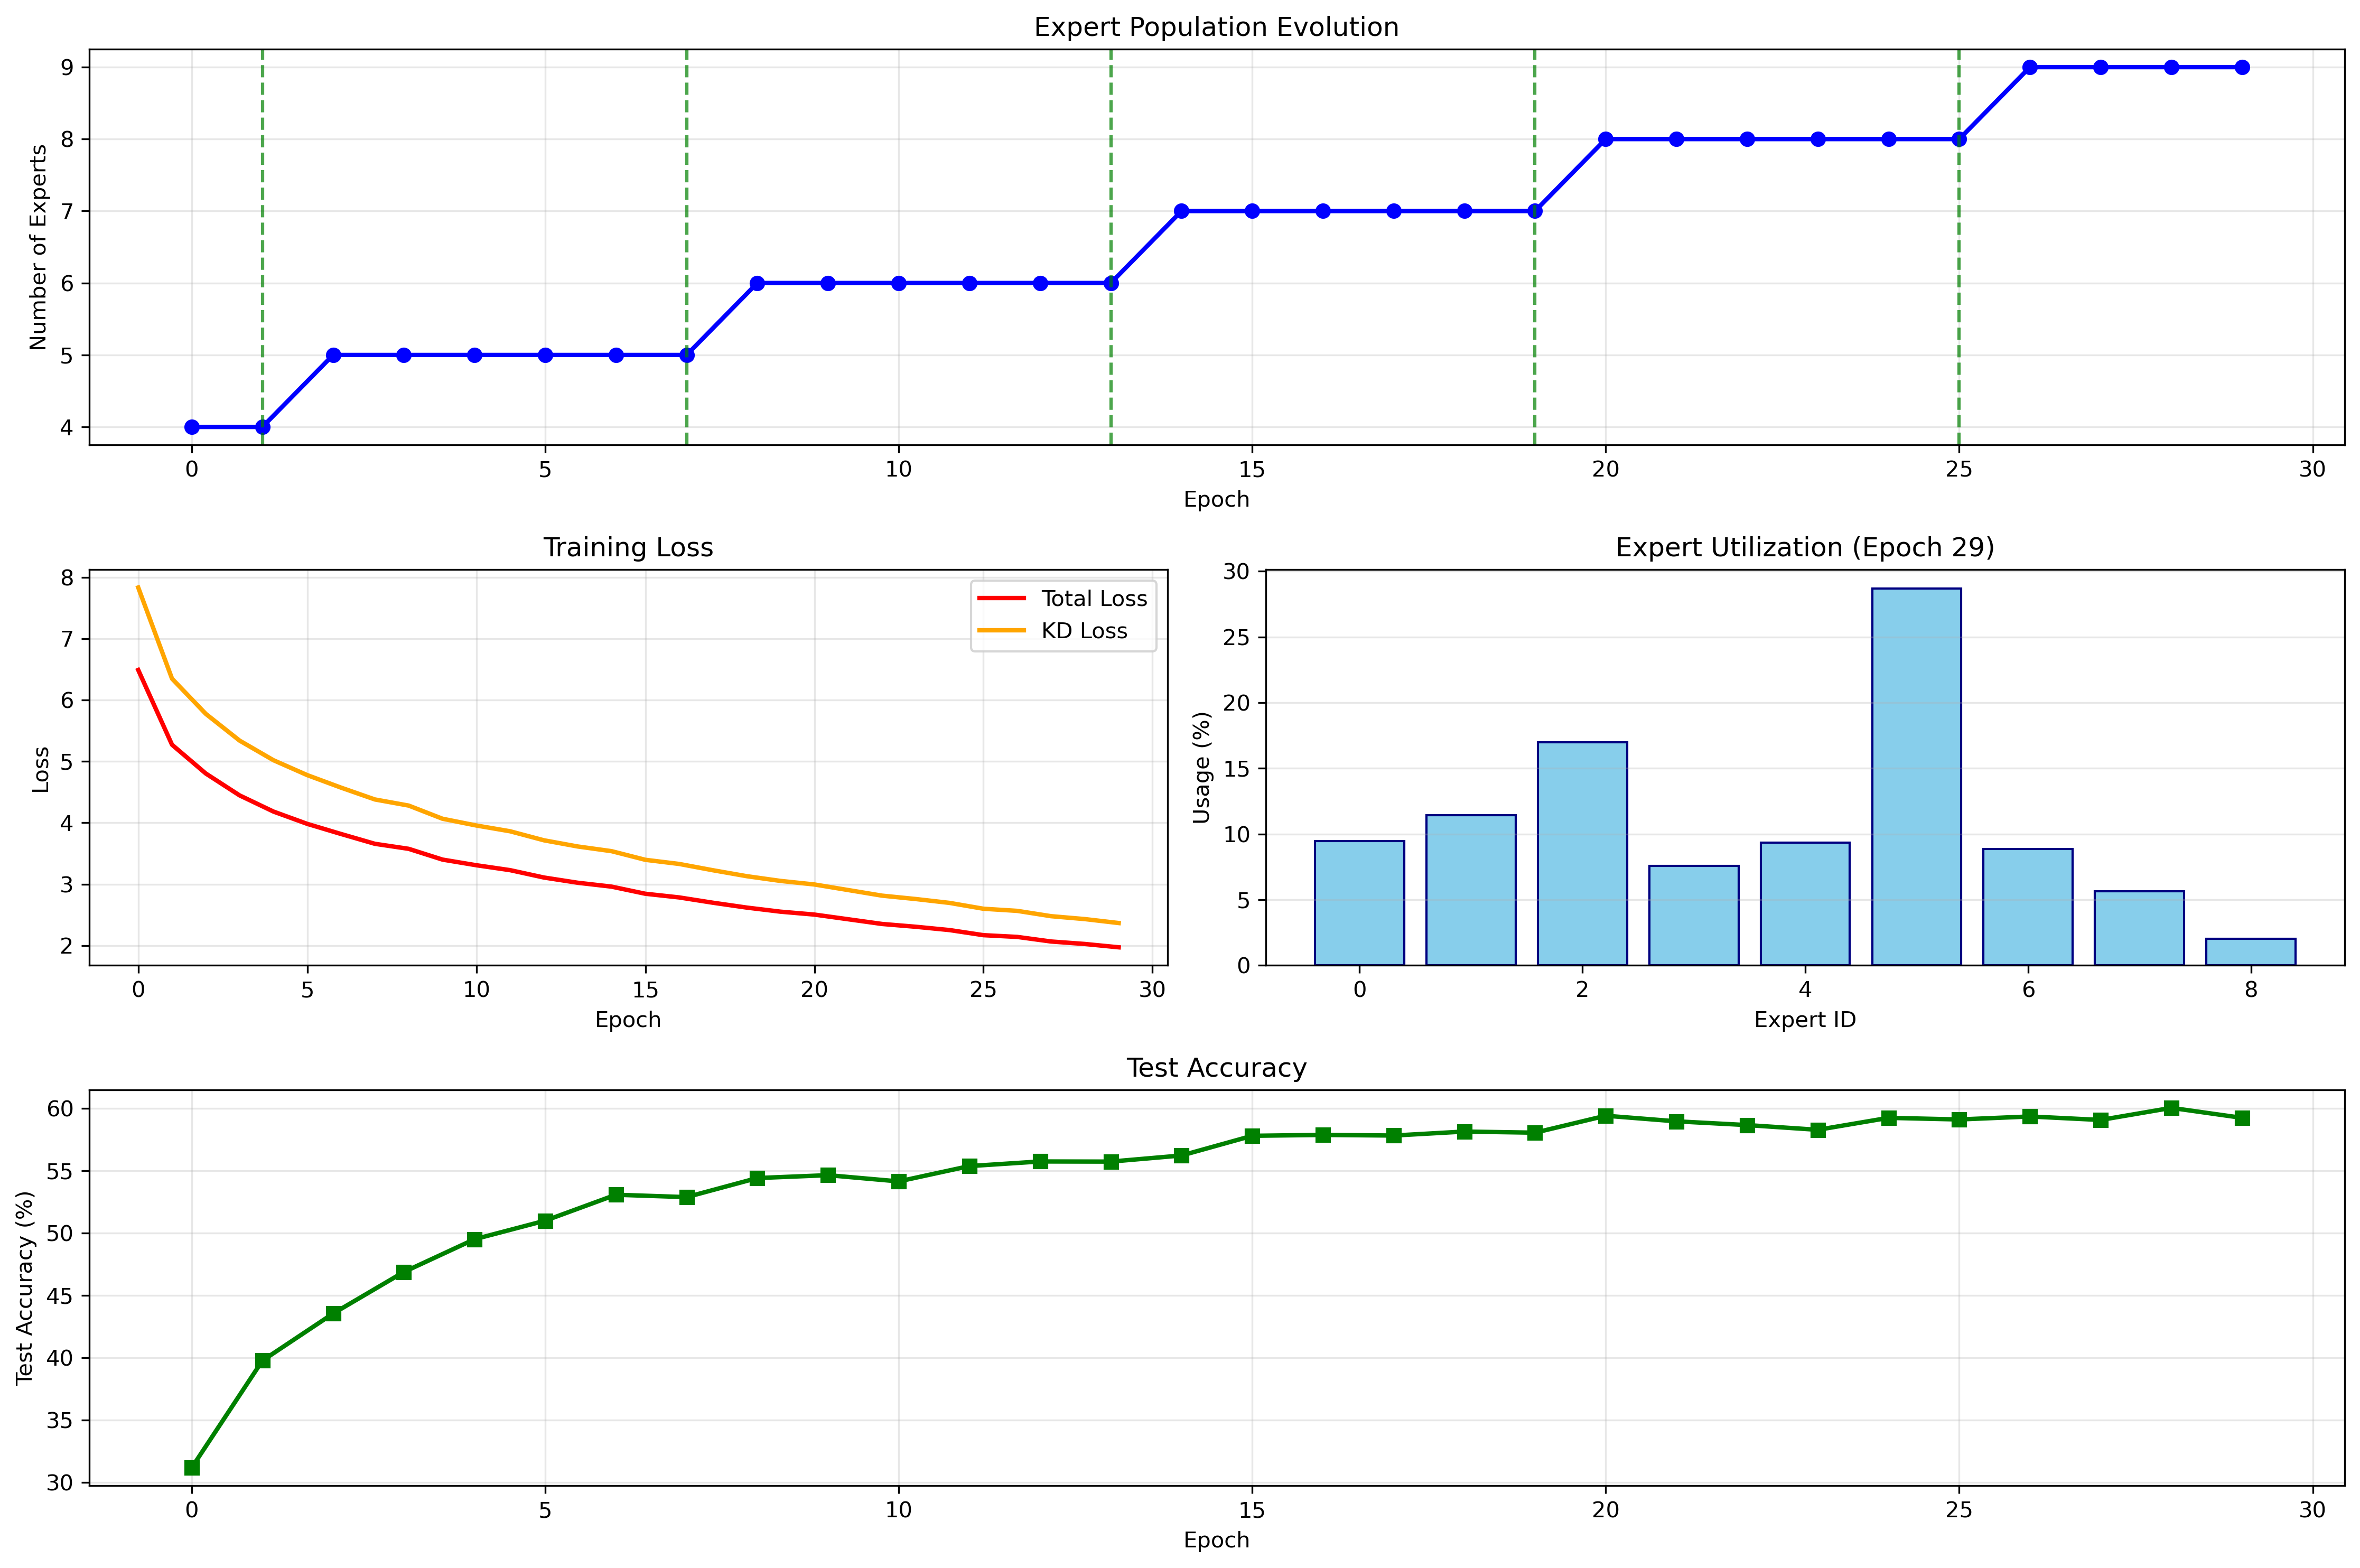 Expert Population Evolution
Number of Experts
9
8
7
6
5
4
0 5 10 15 20 25 30
Epoch
Training Loss
Loss
8
7
6
5
4
3
2
Total Loss
KD Loss
0 5 10 15 20 25 30
Epoch
Expert Utilization (Epoch 29)
Usage (%)
30
25
20
15
10
5
0
0 2 4 6 8
Expert ID
Test Accuracy
Test Accuracy (%)
60
55
50
45
40
35
30
0 5 10 15 20 25 30
Epoch